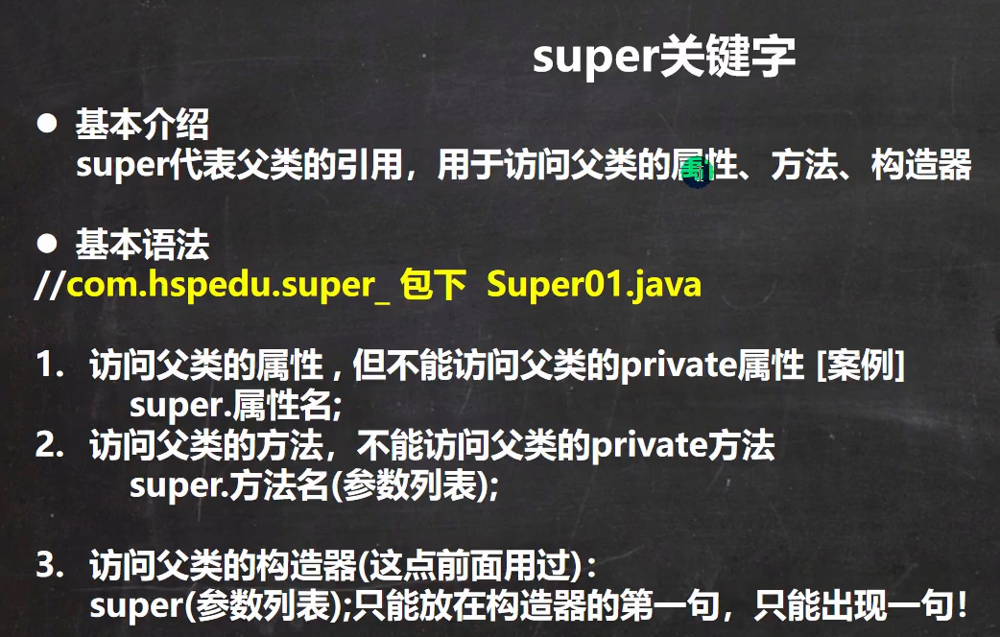 super关键字
● 基本介绍
super代表父类的引用，用于访问父类的属性、方法、构造器
● 基本语法
//com.hspedu.super_ 包下 Super01.java
1. 访问父类的属性 , 但不能访问父类的private属性 [案例]
super.属性名;
2. 访问父类的方法，不能访问父类的private方法
super.方法名(参数列表);
3. 访问父类的构造器(这点前面用过)：
super(参数列表);只能放在构造器的第一句，只能出现一句！